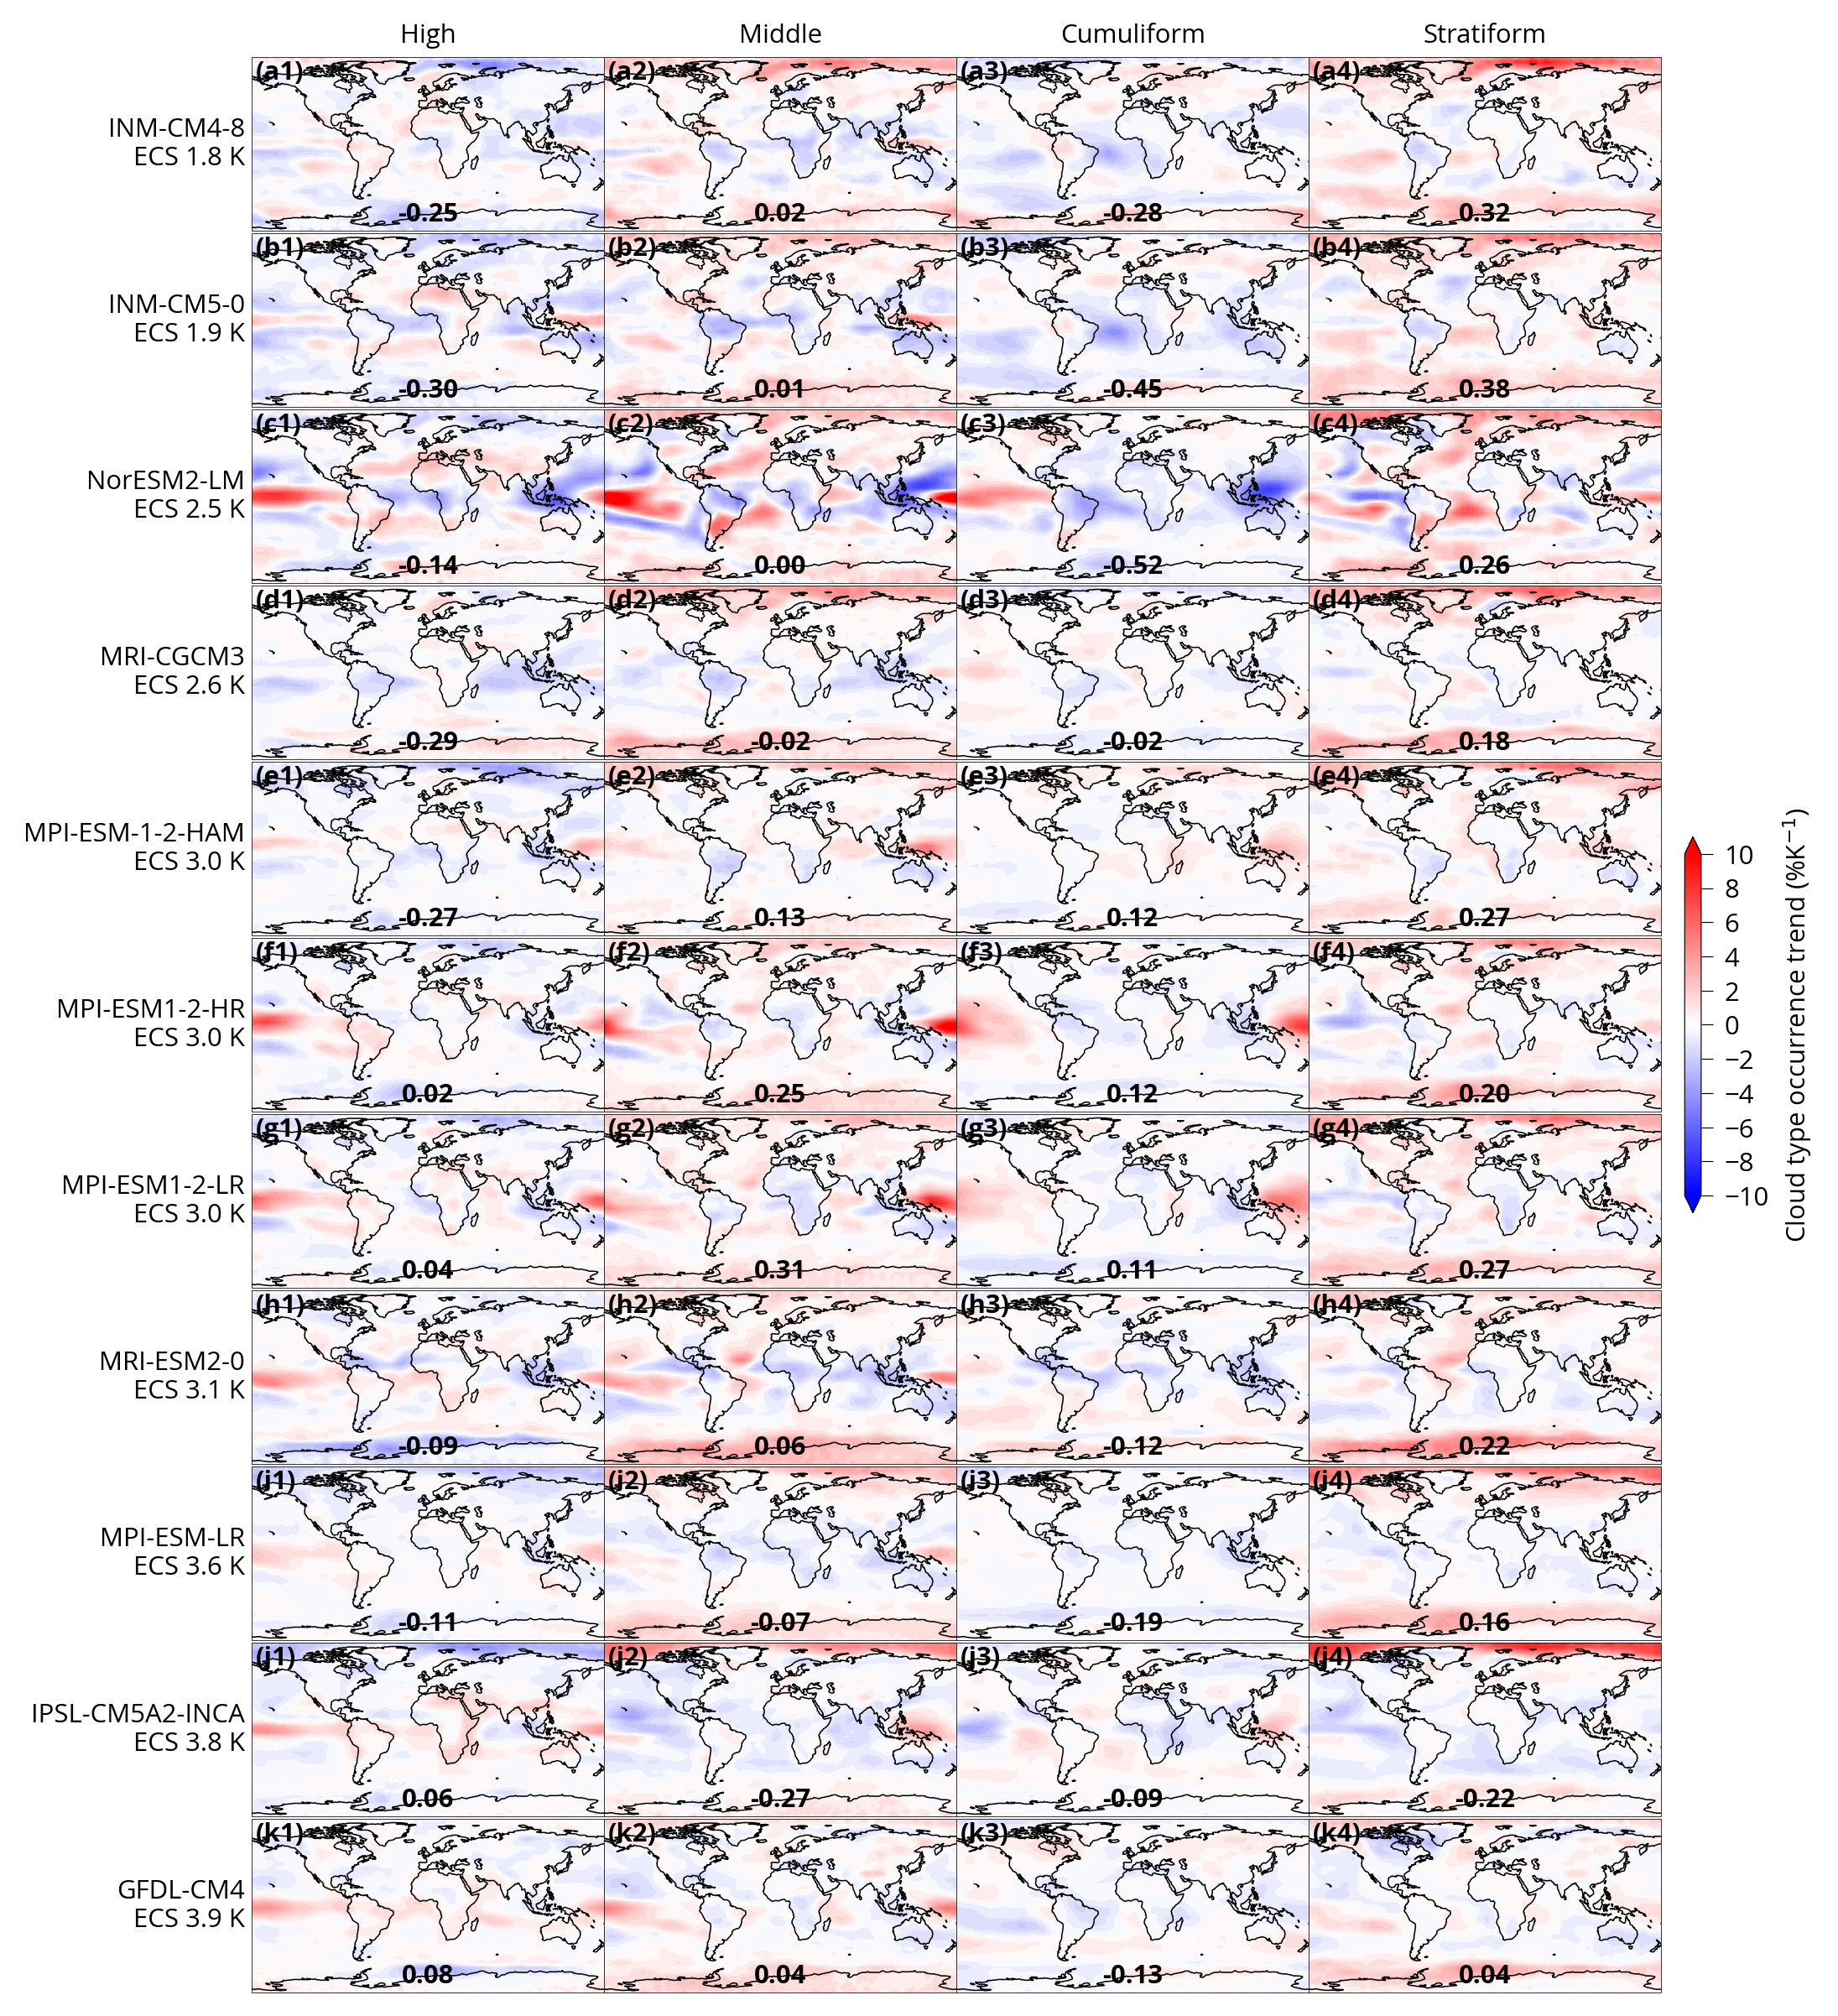 High Middle Cumuliform Stratiform
(a1) (a2) (a3) (a4)
INM-CM4-8
ECS 1.8 K
-0.25 0.02 -0.28 0.32
(b1) (b2) (b3) (b4)
INM-CM5-0
ECS 1.9 K
-0.30 0.01 -0.45 0.38
(c1) (c2) (c3) (c4)
NorESM2-LM
ECS 2.5 K
-0.14 0.00 -0.52 0.26
(d1) (d2) (d3) (d4)
MRI-CGCM3
ECS 2.6 K
-0.29 -0.02 -0.02 0.18
(e1) (e2) (e3) (e4)
MPI-ESM-1-2-HAM
ECS 3.0 K
-0.27 0.13 0.12 0.27
(f1) (f2) (f3) (f4)
MPI-ESM1-2-HR
ECS 3.0 K
0.02 0.25 0.12 0.20
(g1) (g2) (g3) (g4)
MPI-ESM1-2-LR
ECS 3.0 K
0.04 0.31 0.11 0.27
(h1) (h2) (h3) (h4)
MRI-ESM2-0
ECS 3.1 K
-0.09 0.06 -0.12 0.22
(i1) (i2) (i3) (i4)
MPI-ESM-LR
ECS 3.6 K
-0.11 -0.07 -0.19 0.16
(j1) (j2) (j3) (j4)
IPSL-CM5A2-INCA
ECS 3.8 K
0.06 -0.27 -0.09 -0.22
(k1) (k2) (k3) (k4)
GFDL-CM4
ECS 3.9 K
0.08 0.04 -0.13 0.04
10
8
6
4
2
0
−2
−4
−6
−8
−10
Cloud type occurrence trend (%K⁻¹)